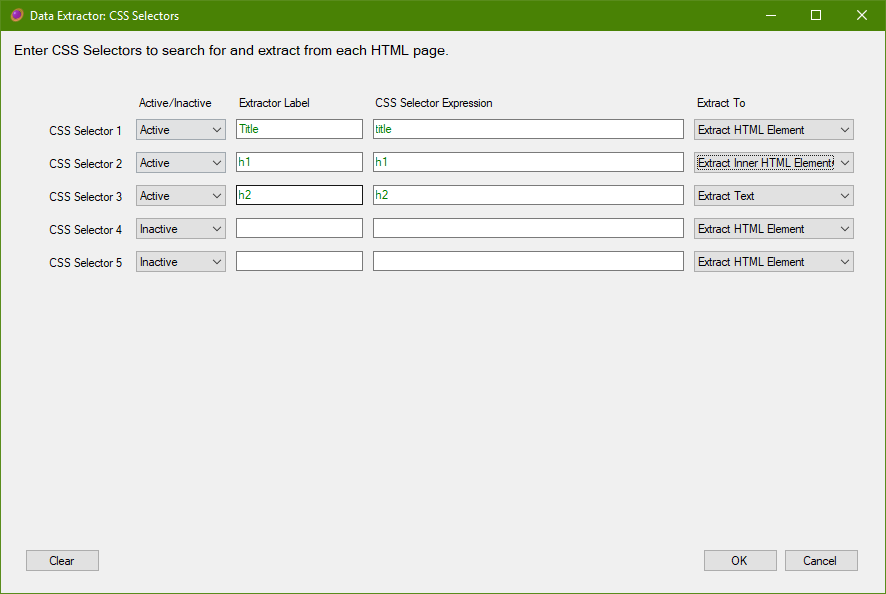 Data Extractor: CSS Selectors
Enter CSS Selectors to search for and extract from each HTML page.
Active/Inactive Extractor Label CSS Selector Expression Extract To
CSS Selector 1 Active Title title Extract HTML Element
CSS Selector 2 Active h1 h1 Extract Inner HTML Element
CSS Selector 3 Active h2 h2 Extract Text
CSS Selector 4 Inactive Extract HTML Element
CSS Selector 5 Inactive Extract HTML Element
Clear OK Cancel